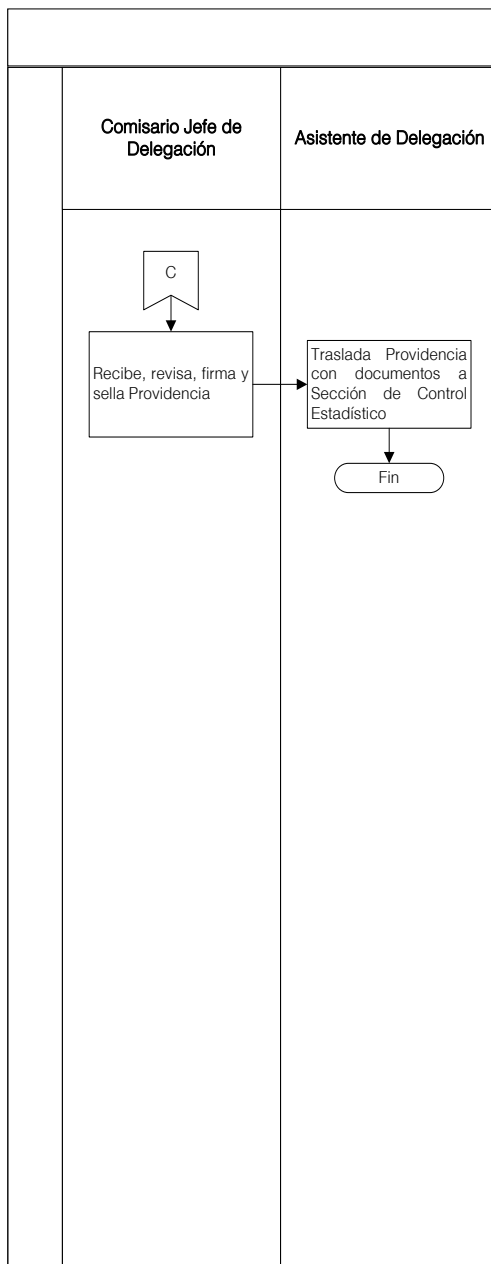 Comisario Jefe de
Delegación
Asistente de Delegación
C
Recibe, revisa, firma y
sella Providencia
Traslada Providencia
con documentos a
Sección de Control
Estadístico
Fin